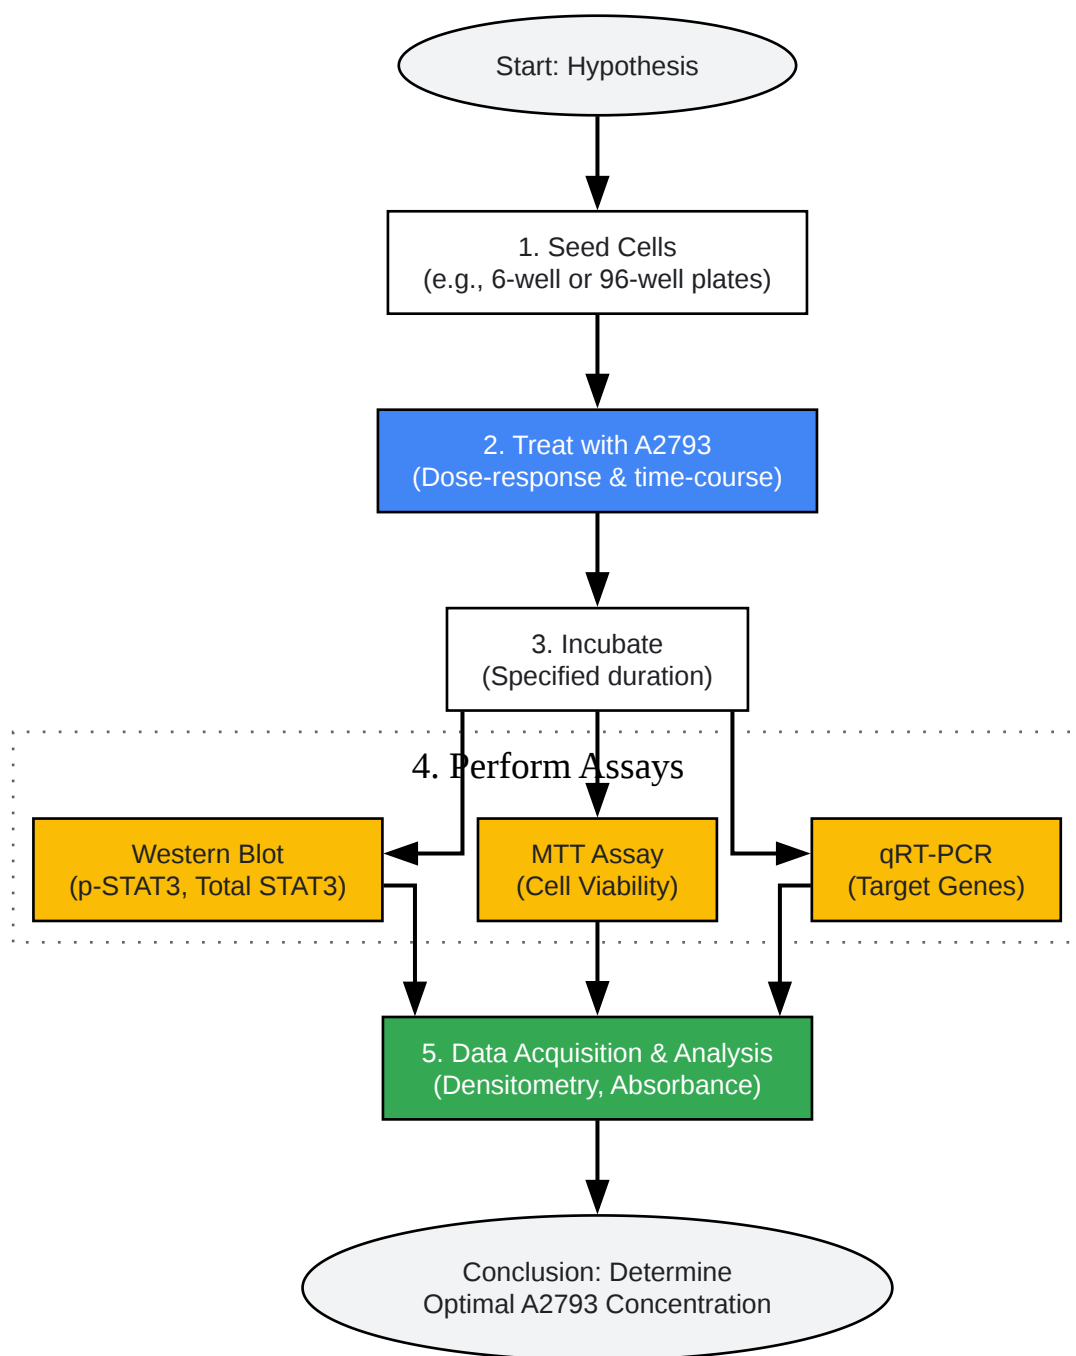 Start: Hypothesis
1. Seed Cells
(e.g., 6-well or 96-well plates)
2. Treat with A2793
(Dose-response & time-course)
3. Incubate
(Specified duration)
4. Perform Assays
Western Blot
(p-STAT3, Total STAT3)
MTT Assay
(Cell Viability)
qRT-PCR
(Target Genes)
5. Data Acquisition & Analysis
(Densitometry, Absorbance)
Conclusion: Determine
Optimal A2793 Concentration